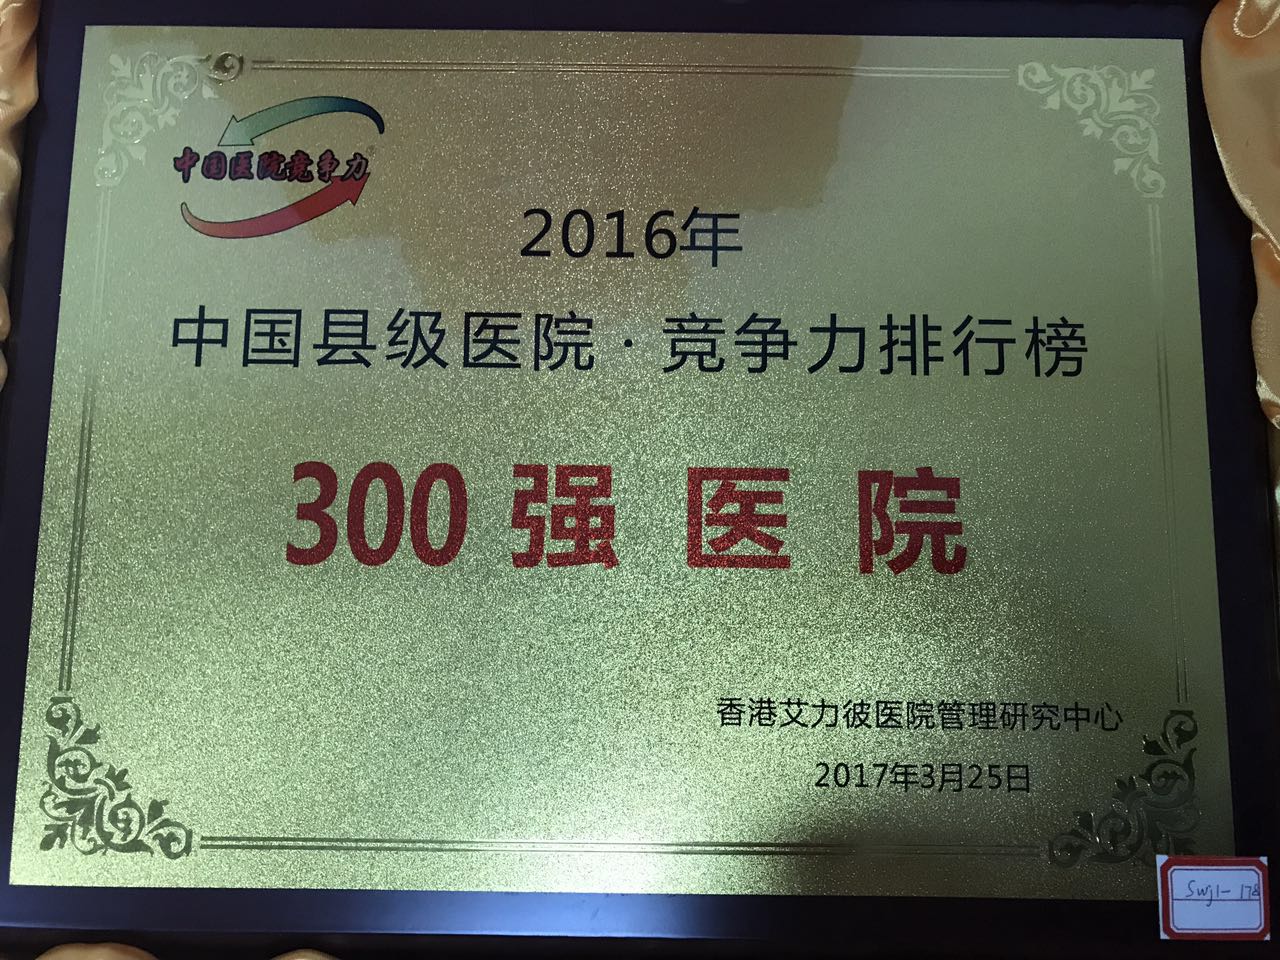 中国医院竞争力
2016年
中国县级医院·竞争力排行榜
300强医院
香港艾力彼医院管理研究中心
2017年3月25日
swj1-178